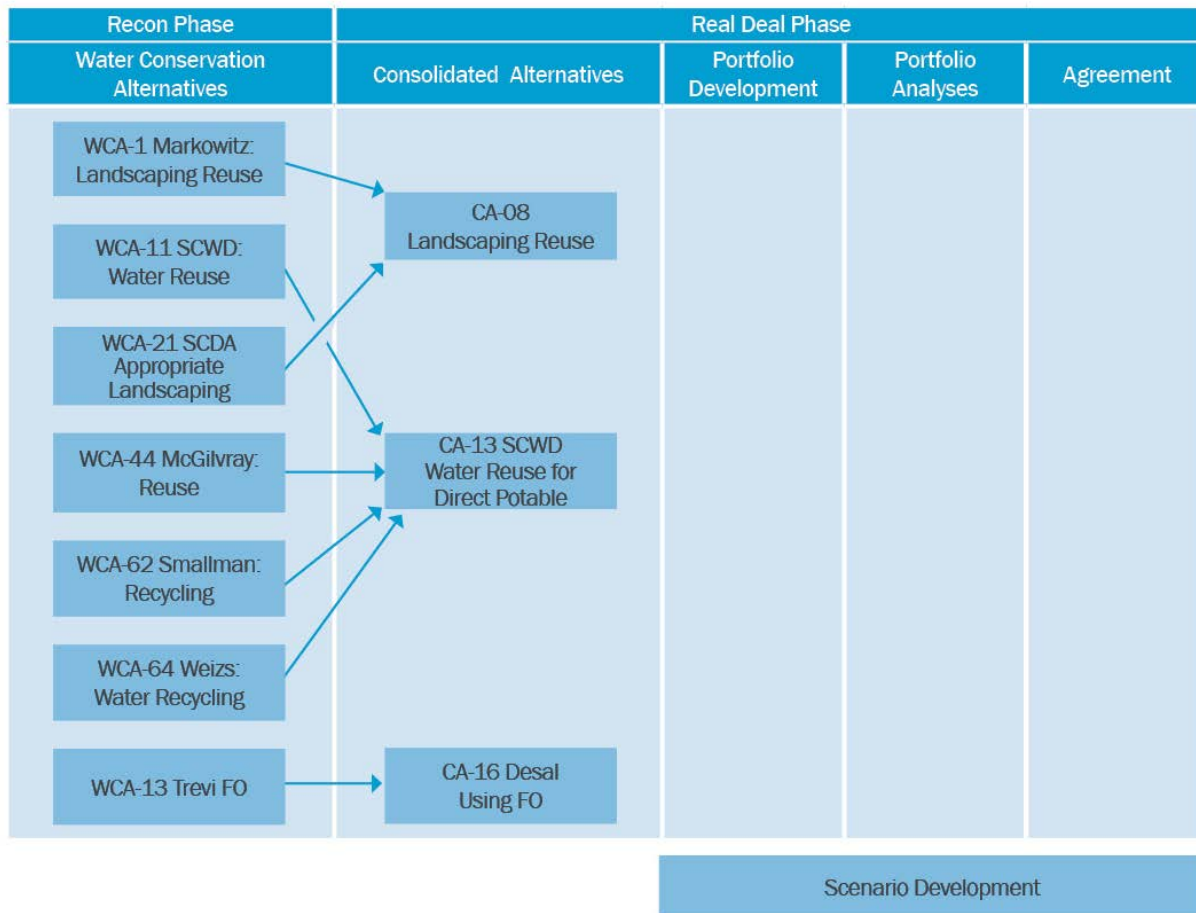 Recon Phase
Real Deal Phase
Water Conservation
Alternatives
Consolidated Alternatives
Portfolio
Development
Portfolio
Analyses
Agreement
WCA-1 Markowitz:
Landscaping Reuse
WCA-11 SCWD:
Water Reuse
WCA-21 SCDA
Appropriate
Landscaping
WCA-44 McGilvray:
Reuse
WCA-62 Smallman:
Recycling
WCA-64 Weizs:
Water Recycling
WCA-13 Trevi FO
CA-08
Landscaping Reuse
CA-13 SCWD
Water Reuse for
Direct Potable
CA-16 Desal
Using FO
Scenario Development